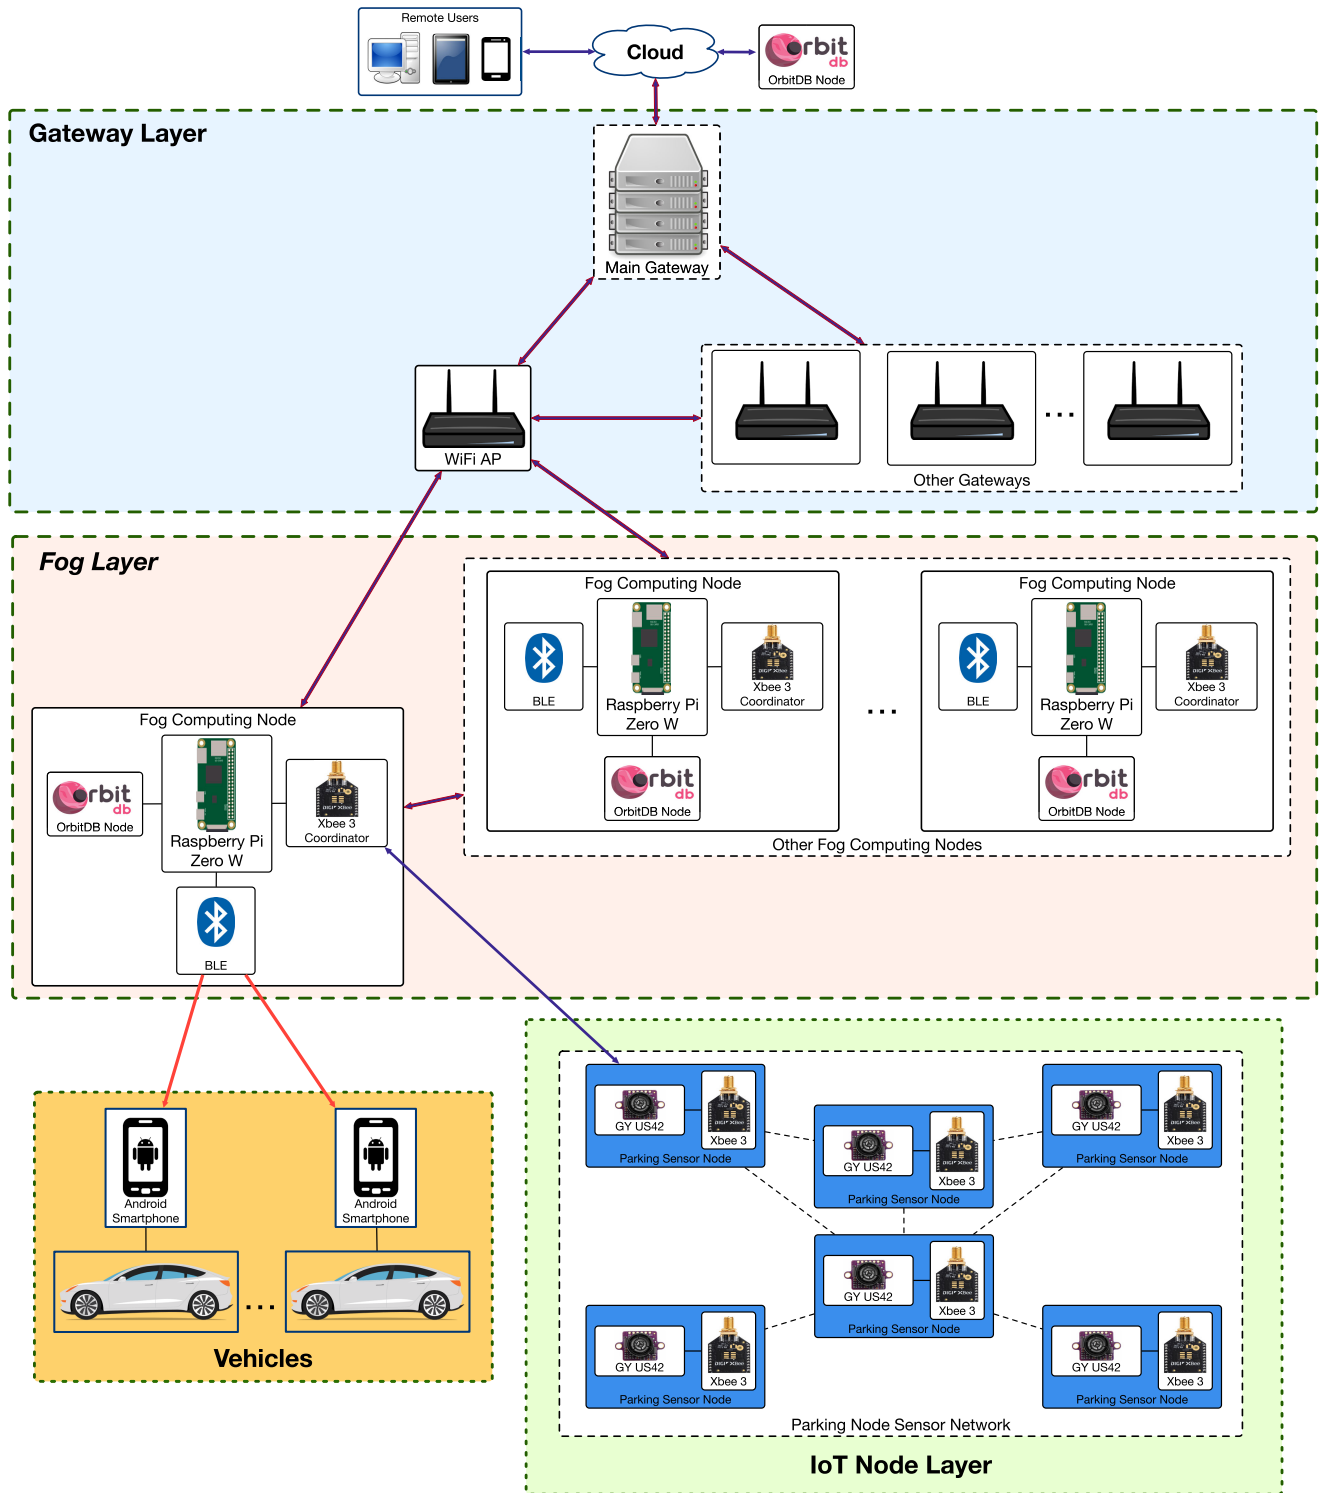 Remote Users
Cloud
Orbit
db
OrbitDB Node
Gateway Layer
Main Gateway
WiFi AP
Other Gateways
Fog Layer
Fog Computing Node
BLE
Raspberry Pi
Zero W
Xbee 3
Coordinator
Orbit
db
OrbitDB Node
...
Fog Computing Node
BLE
Raspberry Pi
Zero W
Xbee 3
Coordinator
Orbit
db
OrbitDB Node
Other Fog Computing Nodes
Fog Computing Node
Orbit
db
OrbitDB Node
Raspberry Pi
Zero W
Xbee 3
Coordinator
BLE
Android
Smartphone
Android
Smartphone
...
Vehicles
GY US42
Xbee 3
Parking Sensor Node
GY US42
Xbee 3
Parking Sensor Node
GY US42
Xbee 3
Parking Sensor Node
GY US42
Xbee 3
Parking Sensor Node
GY US42
Xbee 3
Parking Sensor Node
GY US42
Xbee 3
Parking Sensor Node
Parking Node Sensor Network
IoT Node Layer